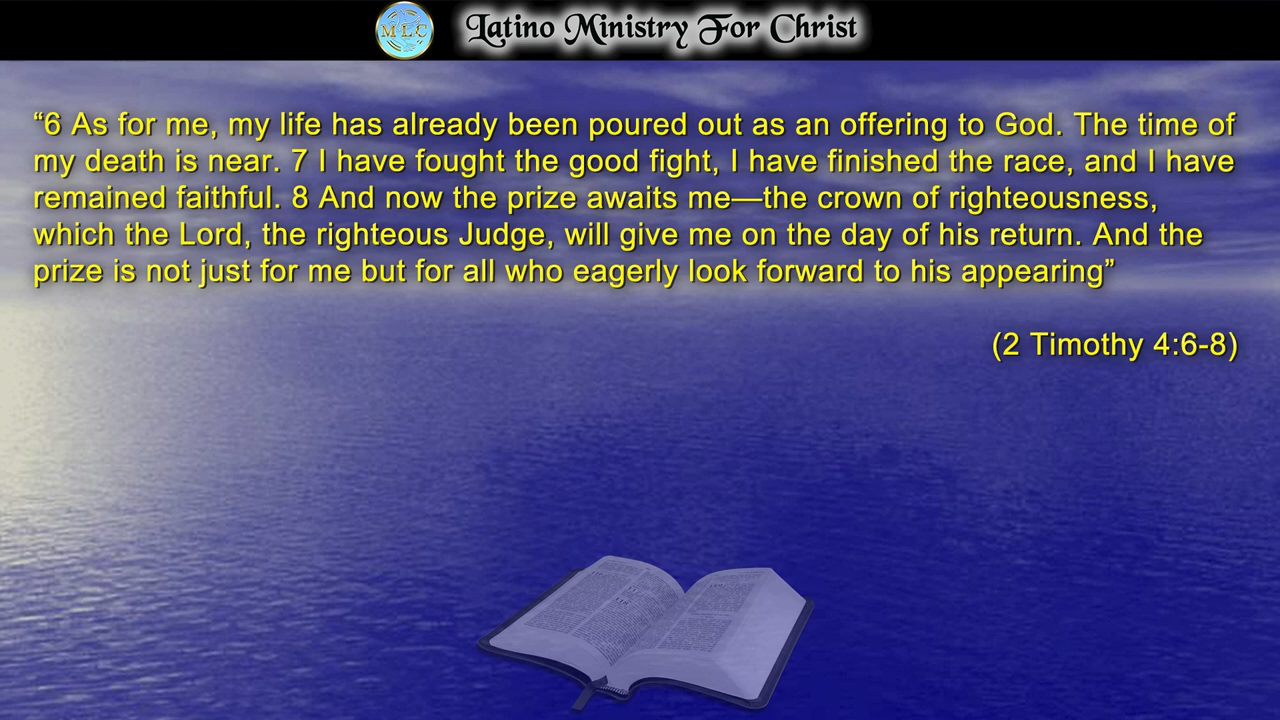 MLC
Latino Ministry For Christ
“6 As for me, my life has already been poured out as an offering to God. The time of
my death is near. 7 I have fought the good fight, I have finished the race, and I have
remained faithful. 8 And now the prize awaits me—the crown of righteousness,
which the Lord, the righteous Judge, will give me on the day of his return. And the
prize is not just for me but for all who eagerly look forward to his appearing”
(2 Timothy 4:6-8)